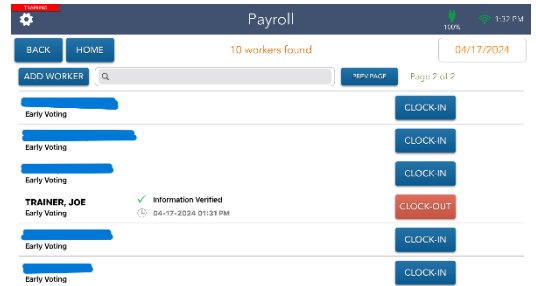 TRAINING
Payroll
100%
1:32 PM
BACK
HOME
10 workers found
04/17/2024
ADD WORKER
PREV PAGE
Page 2 of 2
CLOCK-IN
Early Voting
CLOCK-IN
Early Voting
CLOCK-IN
Early Voting
TRAINER, JOE
Information Verified
CLOCK-OUT
Early Voting
04-17-2024 01:31 PM
CLOCK-IN
Early Voting
CLOCK-IN
Early Voting